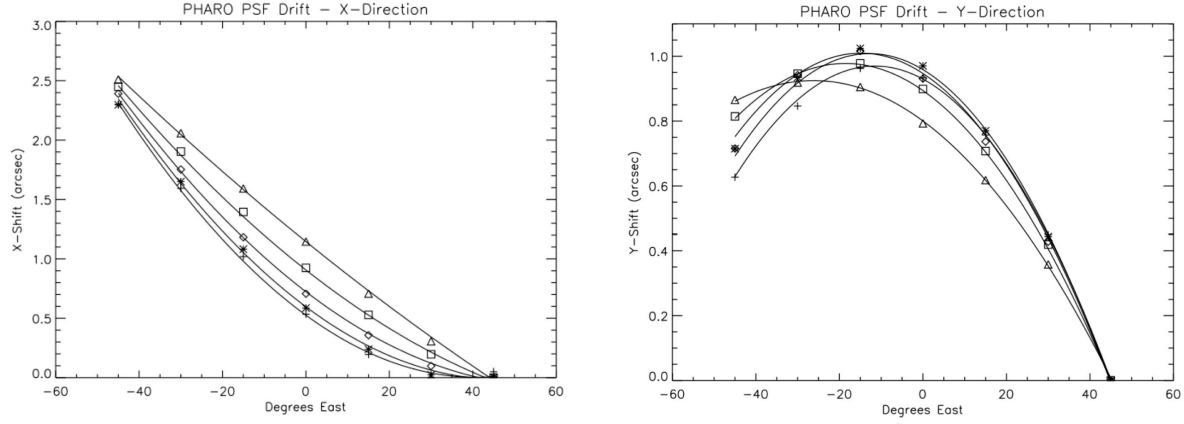 PHARO PSF Drift - X-Direction
3.0
2.5
2.0
1.5
1.0
0.5
0.0
X-Shift (arcsec)
-60 -40 -20 0 20 40 60
Degrees East
PHARO PSF Drift - Y-Direction
1.0
0.8
0.6
0.4
0.2
0.0
Y-Shift (arcsec)
-60 -40 -20 0 20 40 60
Degrees East